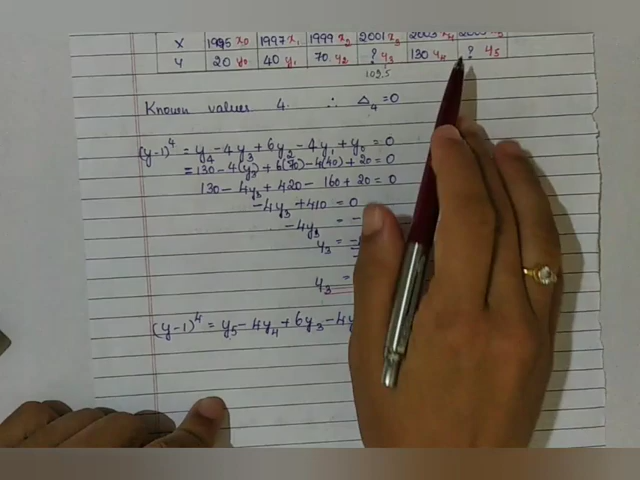 X 1995 x₀ 1997 x₁ 1999 x₂ 2001 x₃ 2003 x₄
Y 20 y₀ 40 y₁ 70 y₂ ? y₃ 130 y₄ ? y₅
102.5
Known values 4. ∴ Δ₄ = 0
(y-1)⁴ = y₄ - 4y₃ + 6y₂ - 4y₁ + y₀ = 0
= 130 - 4(y₃) + 6(70) - 4(40) + 20 = 0
130 - 4y₃ + 420 - 160 + 20 = 0
-4y₃ + 410 = 0
-4y₃ = -
y₃ =
y₃ =
(y-1)⁴ = y₅ - 4y₄ + 6y₃ - 4y